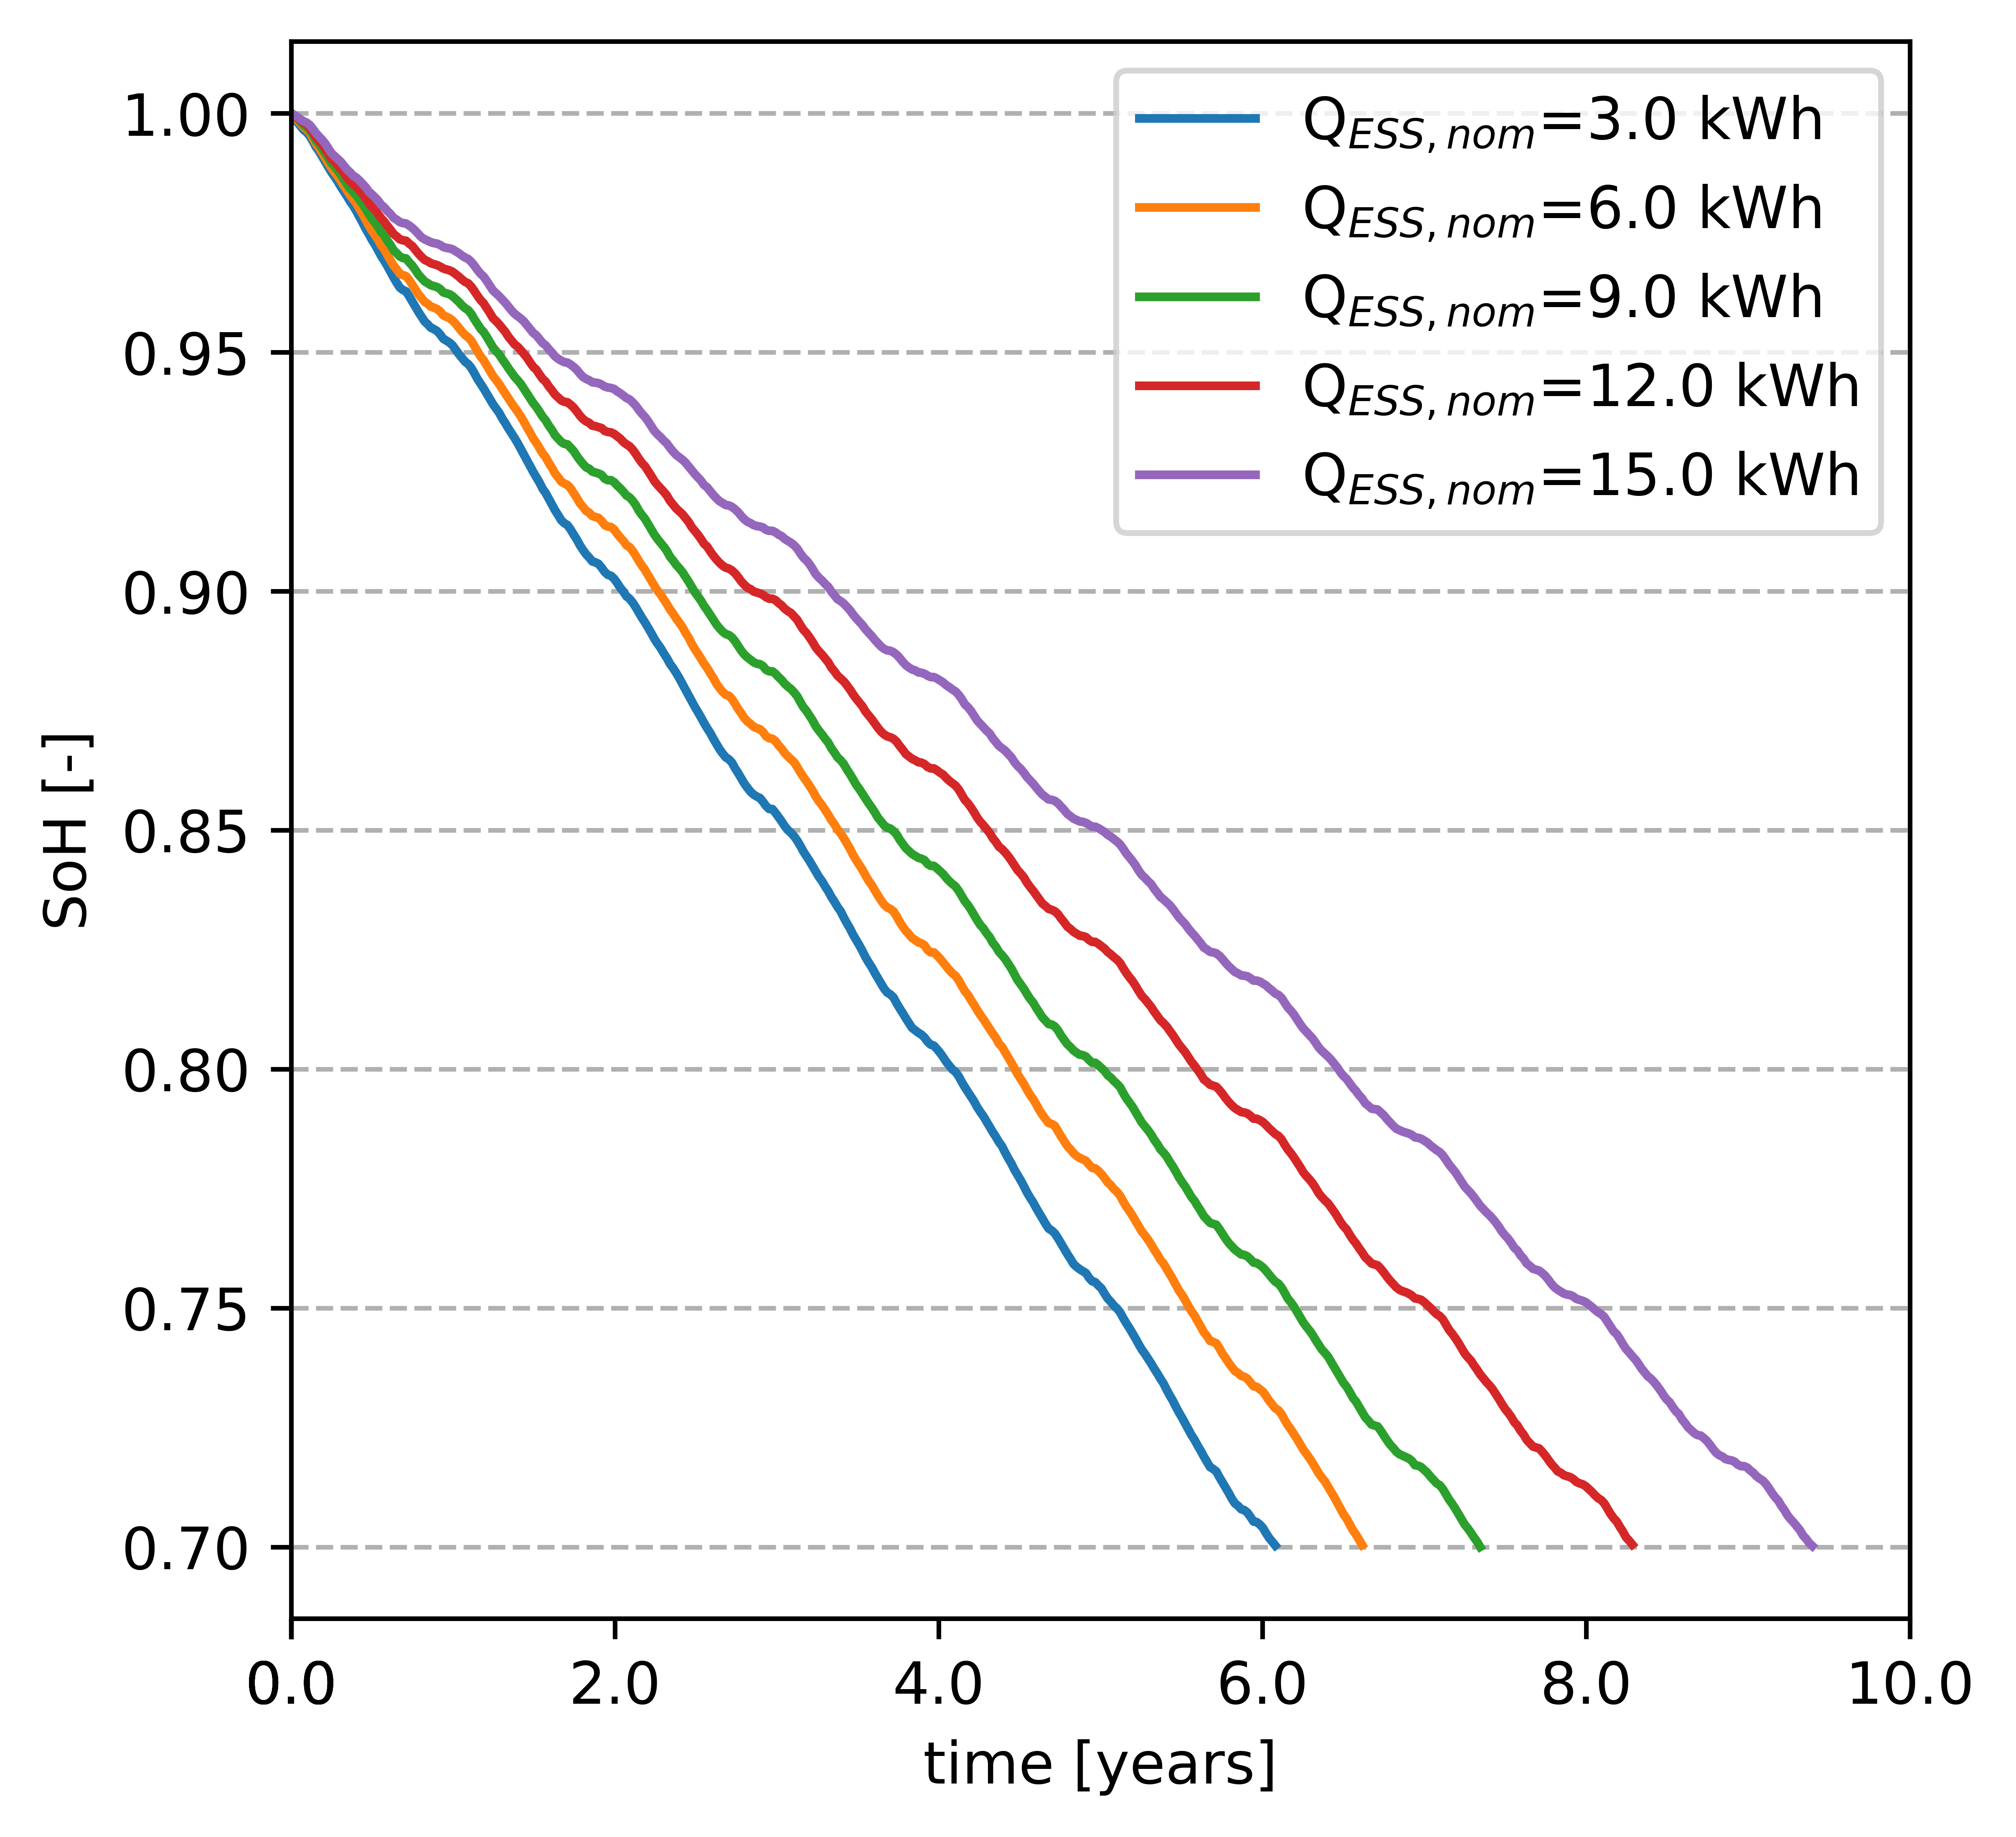 Q_ESS, nom=3.0 kWh
Q_ESS, nom=6.0 kWh
Q_ESS, nom=9.0 kWh
Q_ESS, nom=12.0 kWh
Q_ESS, nom=15.0 kWh
1.00
0.95
0.90
0.85
0.80
0.75
0.70
SoH [-]
0.0 2.0 4.0 6.0 8.0 10.0
time [years]